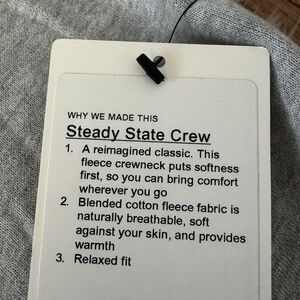 WHY WE MADE THIS
Steady State Crew
1. A reimagined classic. This
fleece crewneck puts softness
first, so you can bring comfort
wherever you go
2. Blended cotton fleece fabric is
naturally breathable, soft
against your skin, and provides
warmth
3. Relaxed fit